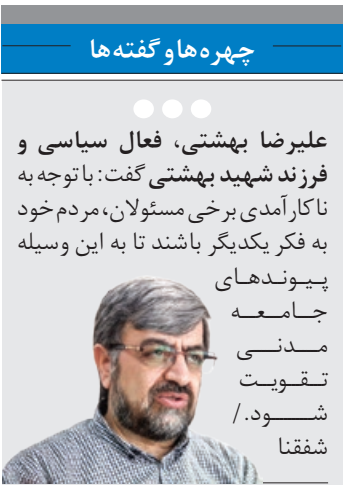 چهره‌ها و گفته‌ها
علیرضا بهشتی، فعال سیاسی و
فرزند شهید بهشتی گفت: با توجه به
ناکارآمدی برخی مسئولان، مردم خود
به فکر یکدیگر باشند تا به این وسیله
پیوندهای
جامعه
مدنی
تقویت
شود. /
شفقنا